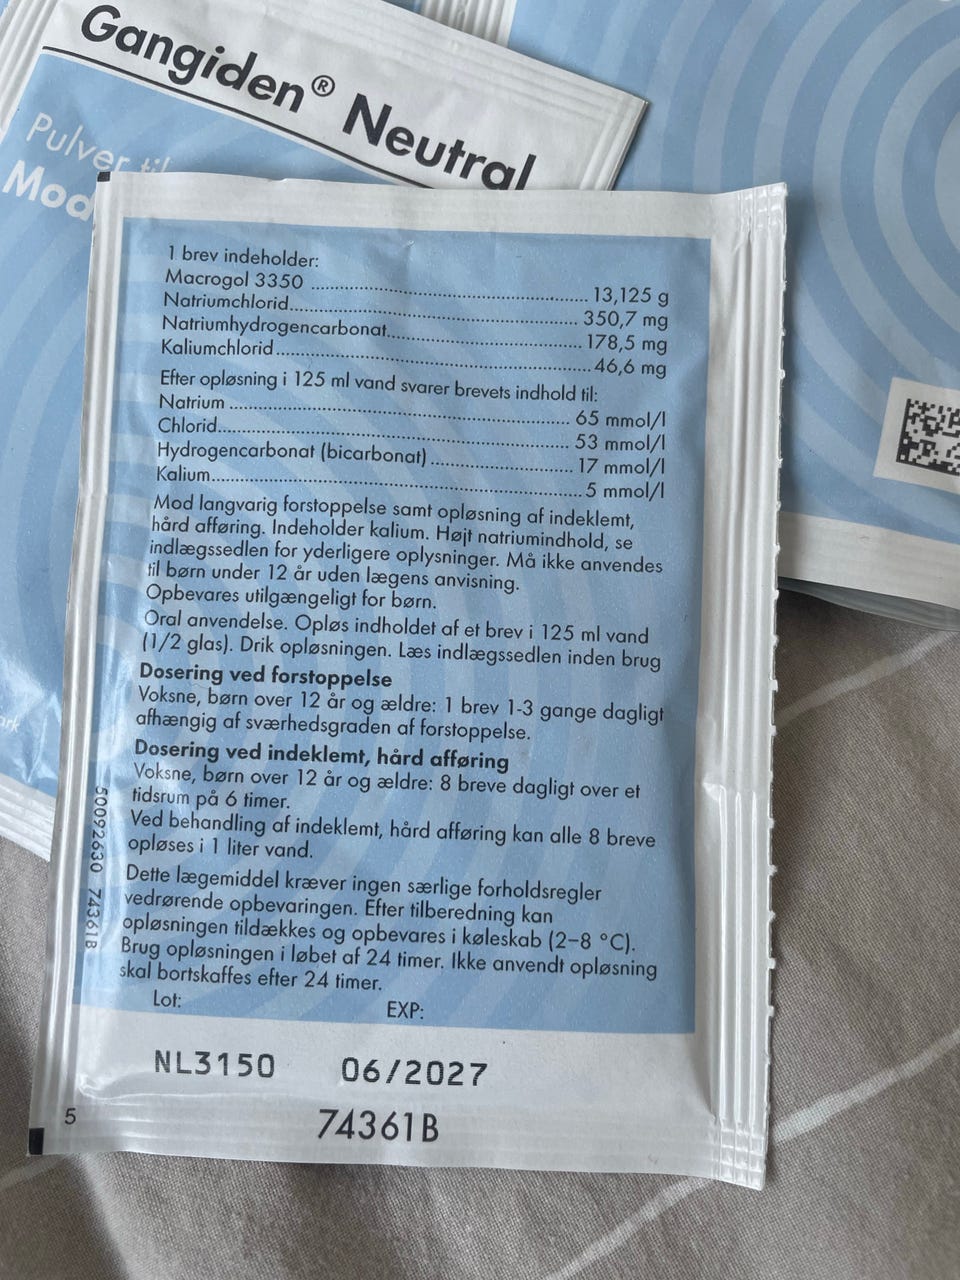 Gangiden® Neutral
Pulver til
Mod
1 brev indeholder:
Macrogol 3350 ........ 13,125 g
Natriumchlorid........ 350,7 mg
Natriumhydrogencarbonat........ 178,5 mg
Kaliumchlorid ........ 46,6 mg
Efter opløsning i 125 ml vand svarer brevets indhold til:
Natrium ........ 65 mmol/l
Chlorid........ 53 mmol/l
Hydrogencarbonat (bicarbonat) ........ 17 mmol/l
Kalium........ 5 mmol/l
Mod langvarig forstoppelse samt opløsning af indeklemt,
hård afføring. Indeholder kalium. Højt natriumindhold, se
indlægssedlen for yderligere oplysninger. Må ikke anvendes
til børn under 12 år uden lægens anvisning.
Opbevares utilgængeligt for børn.
Oral anvendelse. Opløs indholdet af et brev i 125 ml vand
(1/2 glas). Drik opløsningen. Læs indlægssedlen inden brug
Dosering ved forstoppelse
Voksne, børn over 12 år og ældre: 1 brev 1-3 gange dagligt
afhængig af sværhedsgraden af forstoppelse.
Dosering ved indeklemt, hård afføring
Voksne, børn over 12 år og ældre: 8 breve dagligt over et
tidsrum på 6 timer.
Ved behandling af indeklemt, hård afføring kan alle 8 breve
opløses i 1 liter vand.
Dette lægemiddel kræver ingen særlige forholdsregler
vedrørende opbevaringen. Efter tilberedning kan
opløsningen tildækkes og opbevares i køleskab (2–8 °C).
Brug opløsningen i løbet af 24 timer. Ikke anvendt opløsning
skal bortskaffes efter 24 timer.
Lot: EXP:
NL3150 06/2027
74361B
5
50092630 74361B
ark